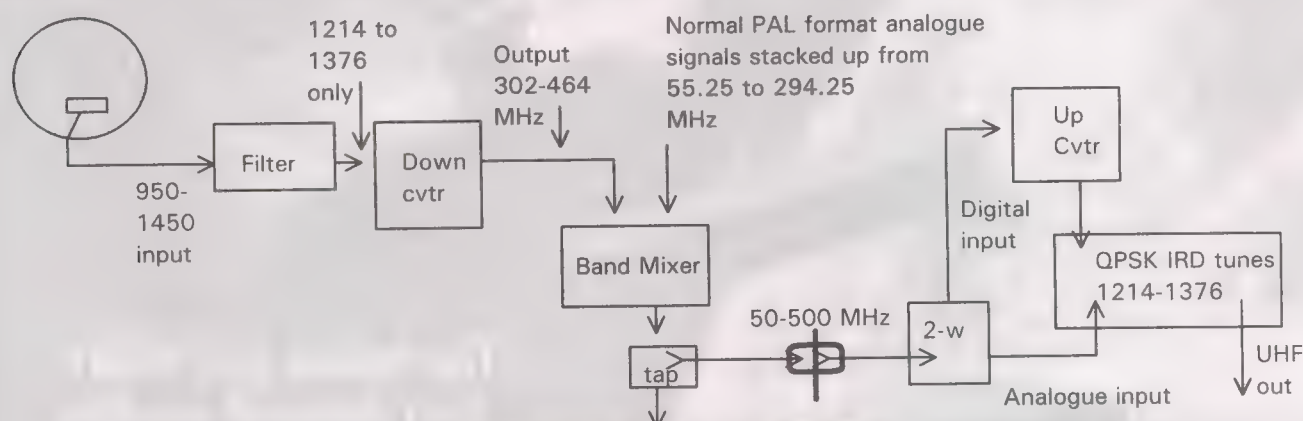 1214 to
1376
only
Output
302-464
MHz
Normal PAL format analogue
signals stacked up from
55.25 to 294.25
MHz
950-
1450
input
Filter
Down
cvtr
Band Mixer
tap
50-500 MHz
2-w
Digital
input
Up
Cvtr
QPSK IRD tunes
1214-1376
Analogue input
UHF
out